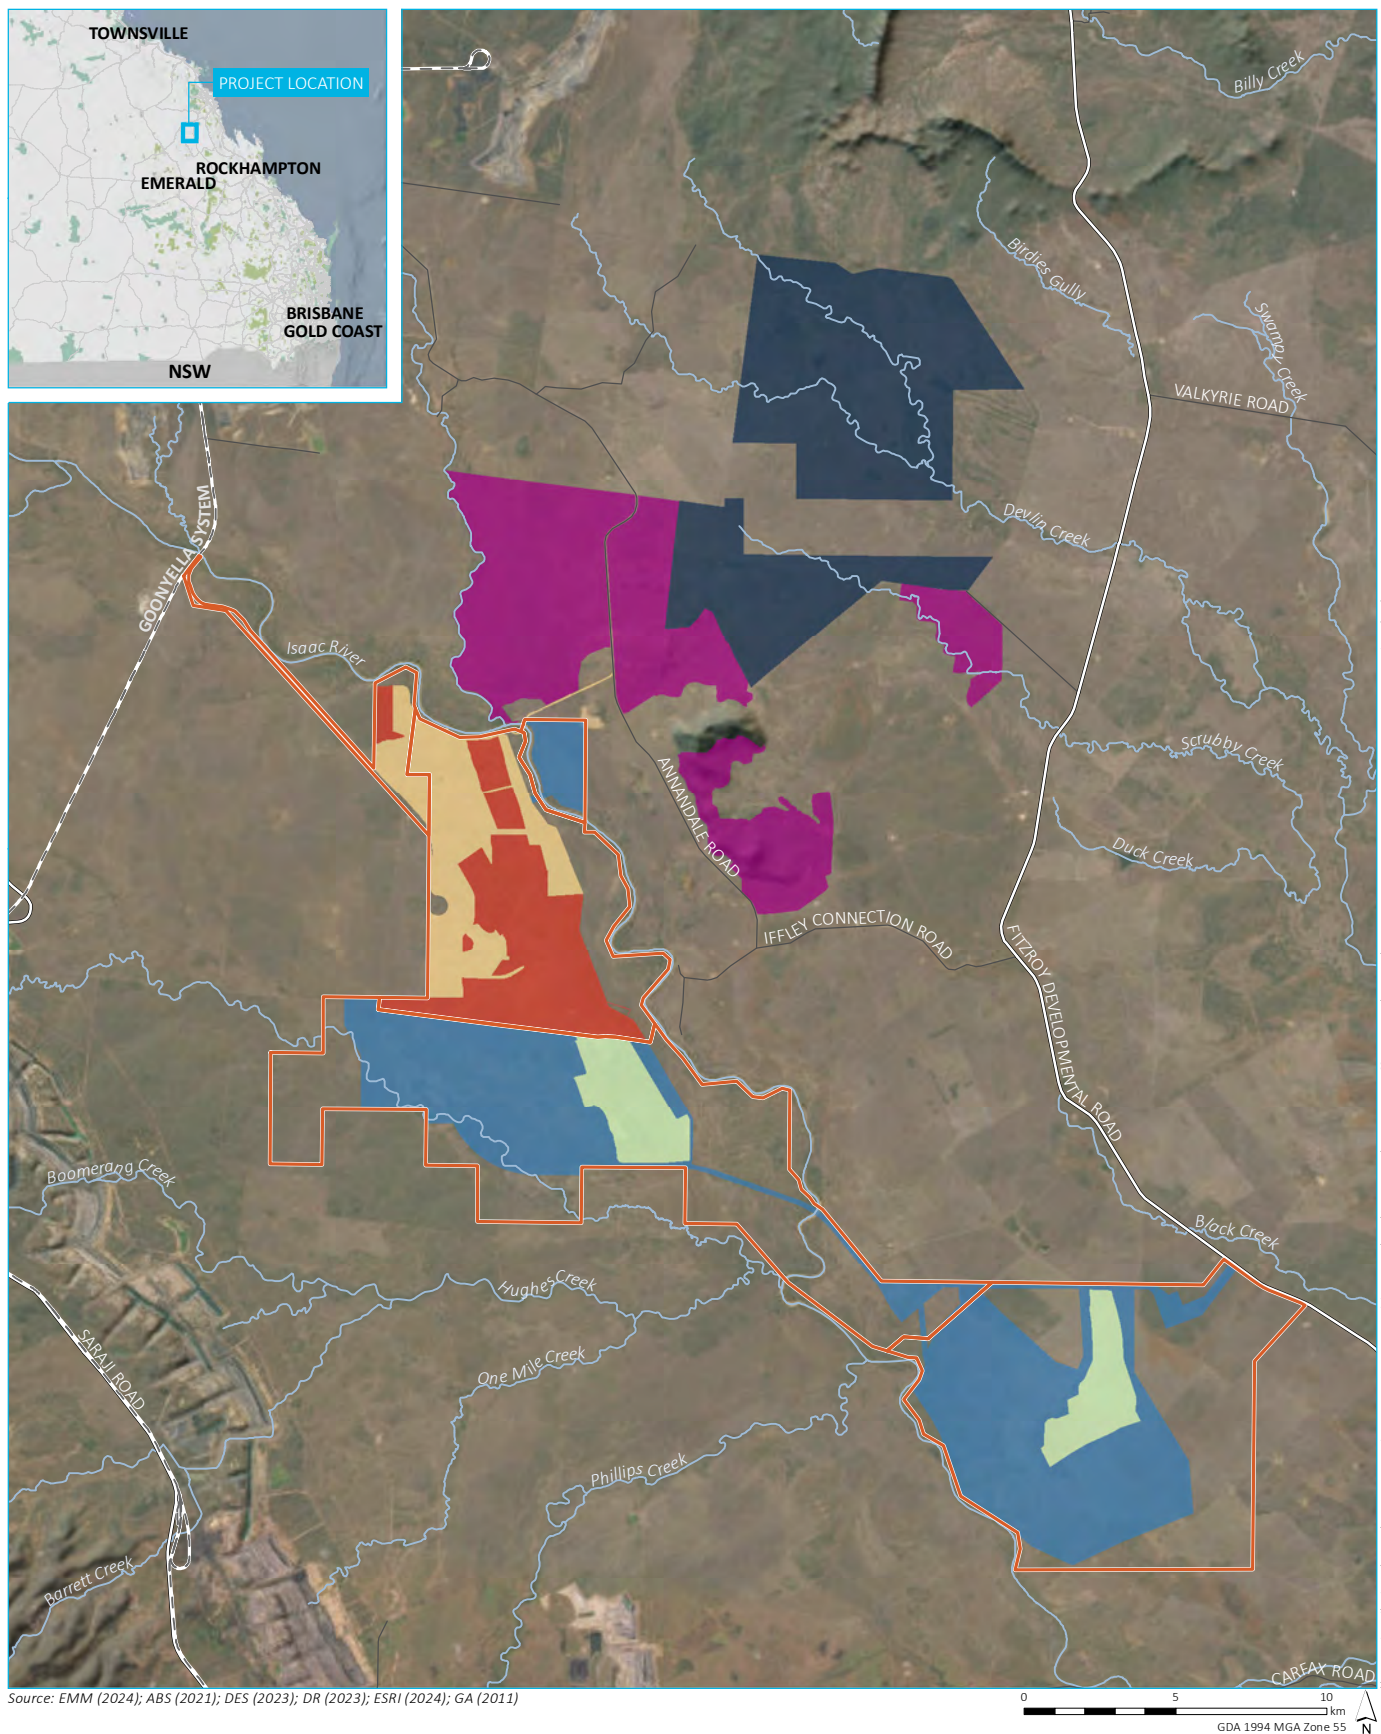 TOWNSVILLE
PROJECT LOCATION
ROCKHAMPTON
EMERALD
BRISBANE
GOLD COAST
NSW
Billy Creek
Birdies Gully
Swampy Creek
VALKYRIE ROAD
GOONYELLA SYSTEM
Devlin Creek
Isaac River
Scrubby Creek
ANNANDALE ROAD
Duck Creek
IFFLEY CONNECTION ROAD
FITZROY DEVELOPMENTAL ROAD
Boomerang Creek
Black Creek
Hughes Creek
SARAJI ROAD
One Mile Creek
Phillips Creek
Barrett Creek
CARFAX ROAD
Source: EMM (2024); ABS (2021); DES (2023); DR (2023); ESRI (2024); GA (2011)
0 5 10
km
GDA 1994 MGA Zone 55
N